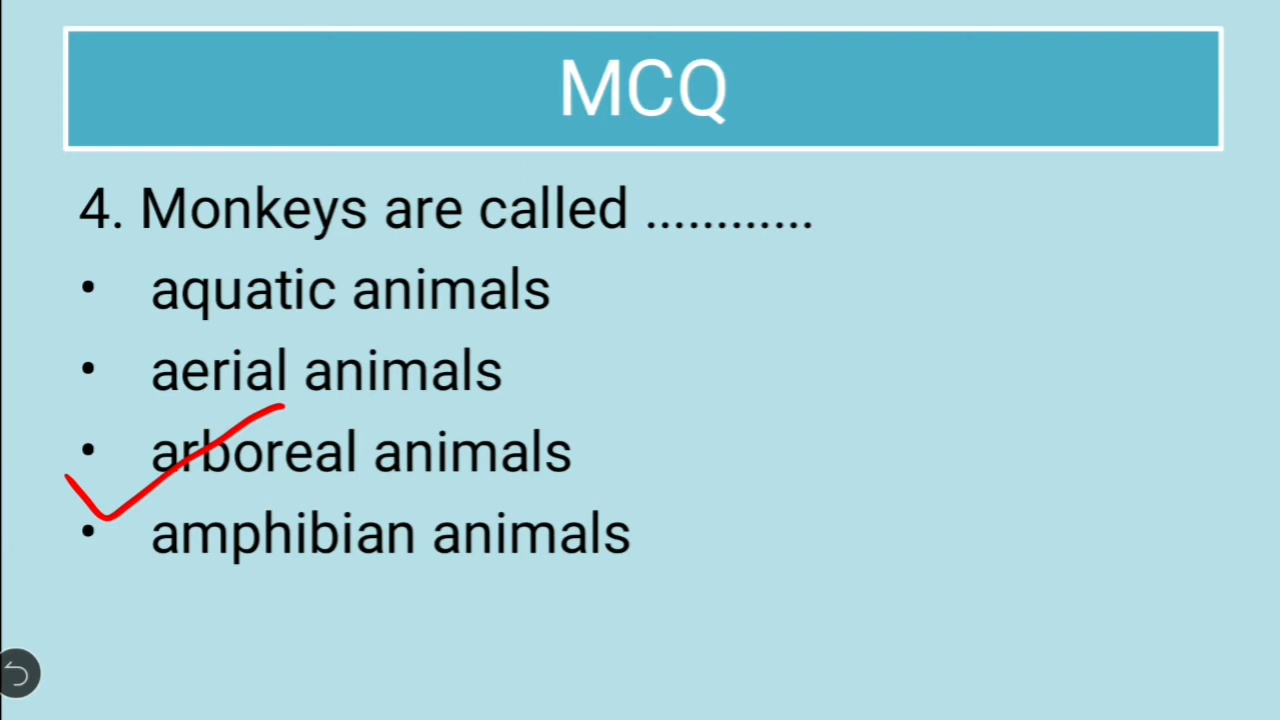 MCQ
4. Monkeys are called ............
• aquatic animals
• aerial animals
• arboreal animals
• amphibian animals